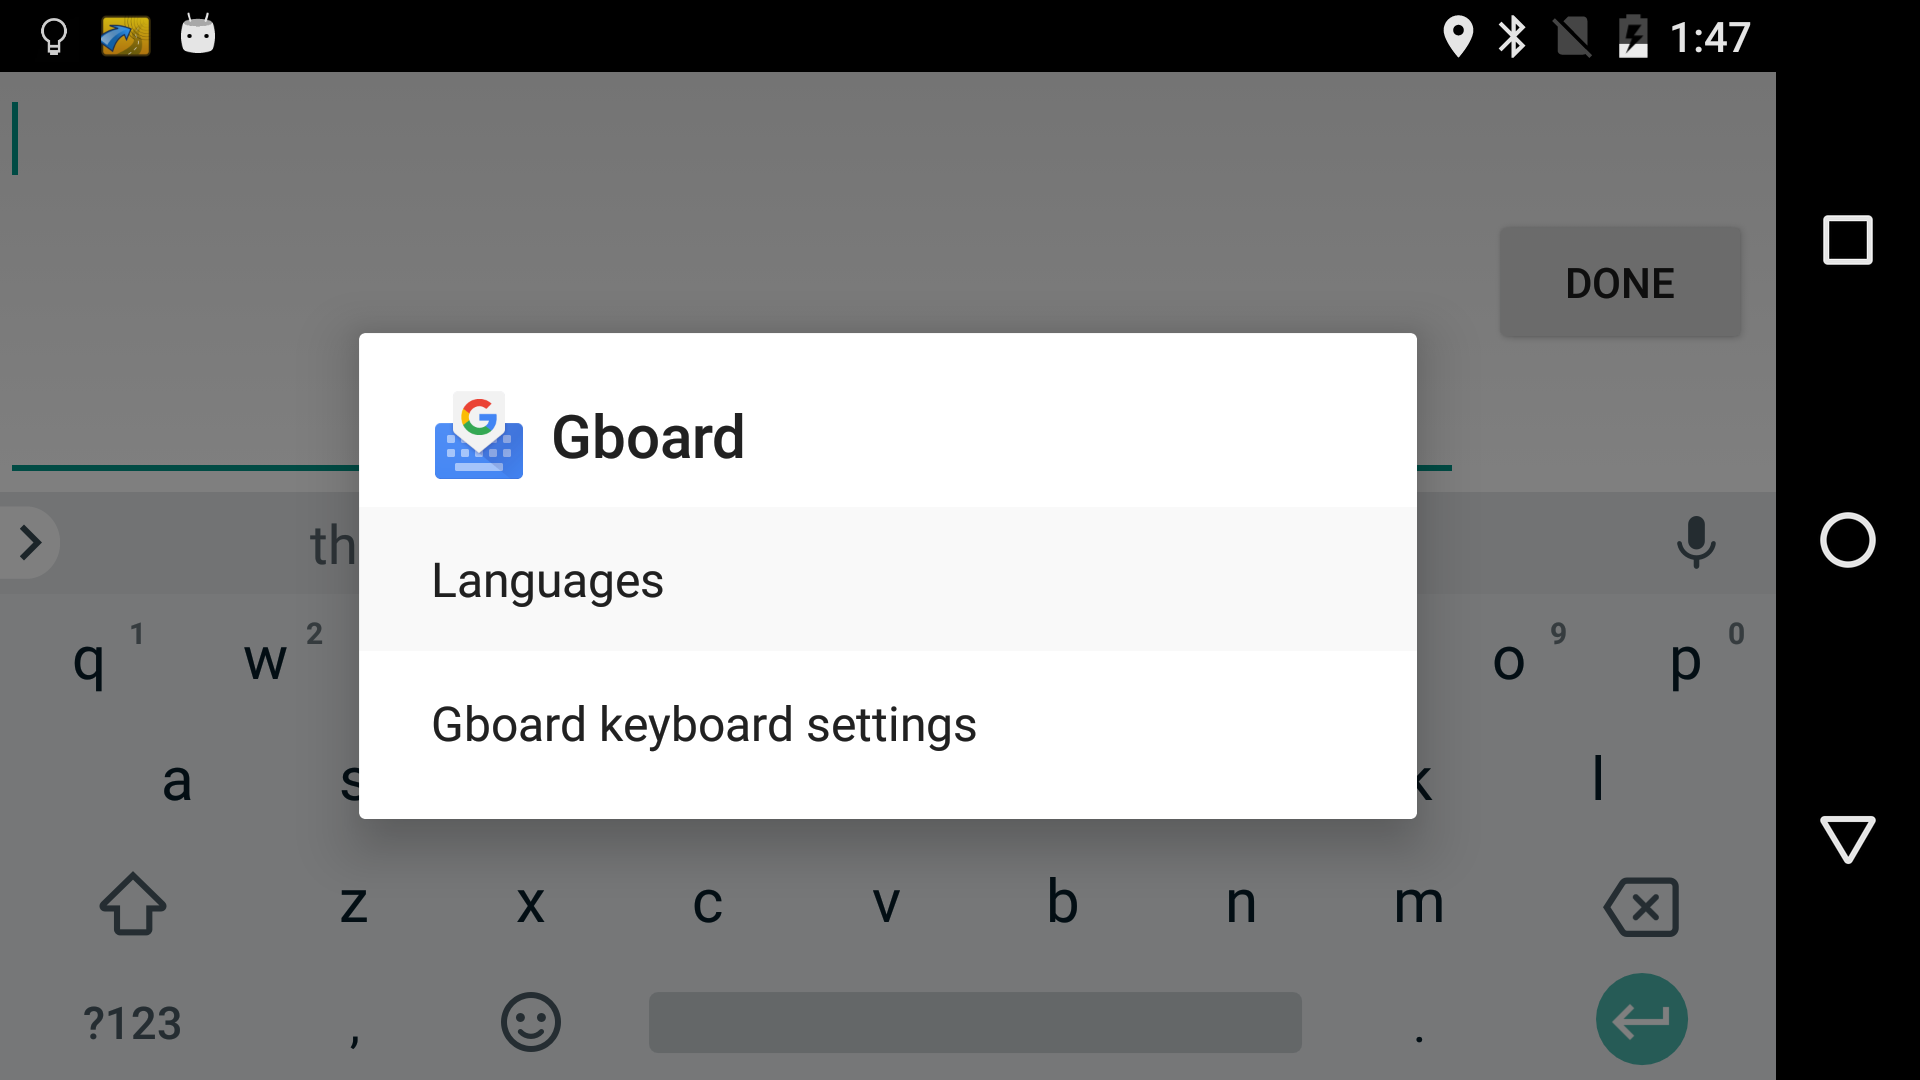 1:47
DONE
Gboard
Languages
Gboard keyboard settings
th
q 1 w 2 o 9 p 0
a s k l
z x c v b n m
?123 , .